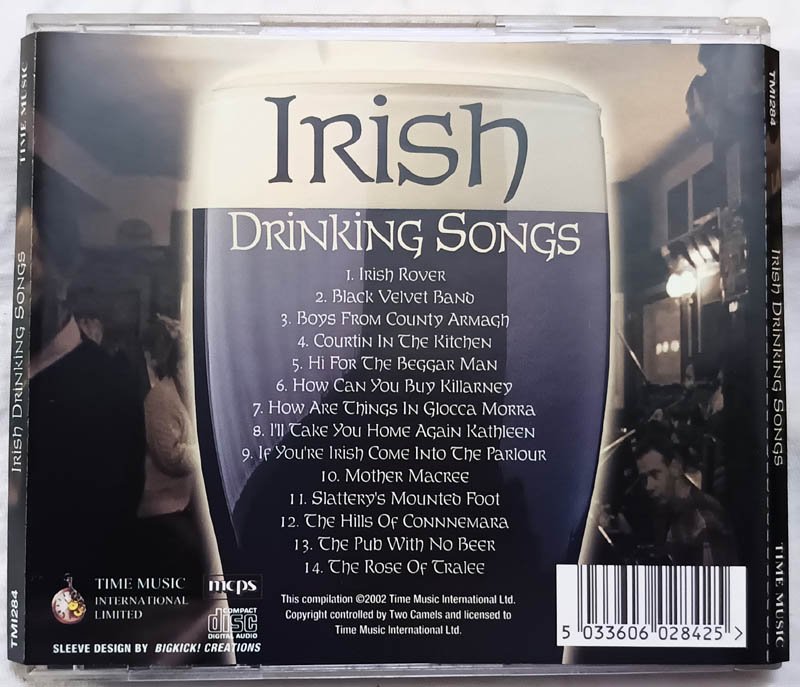 Irish
Drinking Songs
1. Irish Rover
2. Black Velvet Band
3. Boys From County Armagh
4. Courtin In The Kitchen
5. Hi For The Beggar Man
6. How Can You Buy Killarney
7. How Are Things In Glocca Morra
8. I'll Take You Home Again Kathleen
9. If You're Irish Come Into The Parlour
10. Mother Macree
11. Slattery's Mounted Foot
12. The Hills Of Connnemara
13. The Pub With No Beer
14. The Rose Of Tralee
TIME MUSIC
INTERNATIONAL
LIMITED
mcps
COMPACT
disc
DIGITAL AUDIO
SLEEVE DESIGN BY BIGKICK! CREATIONS
This compilation ©2002 Time Music International Ltd.
Copyright controlled by Two Camels and licensed to
Time Music International Ltd.
5 033606 028425 >
TMI284 Irish Drinking Songs TIME MUSIC
TMI284 Irish Drinking Songs TIME MUSIC